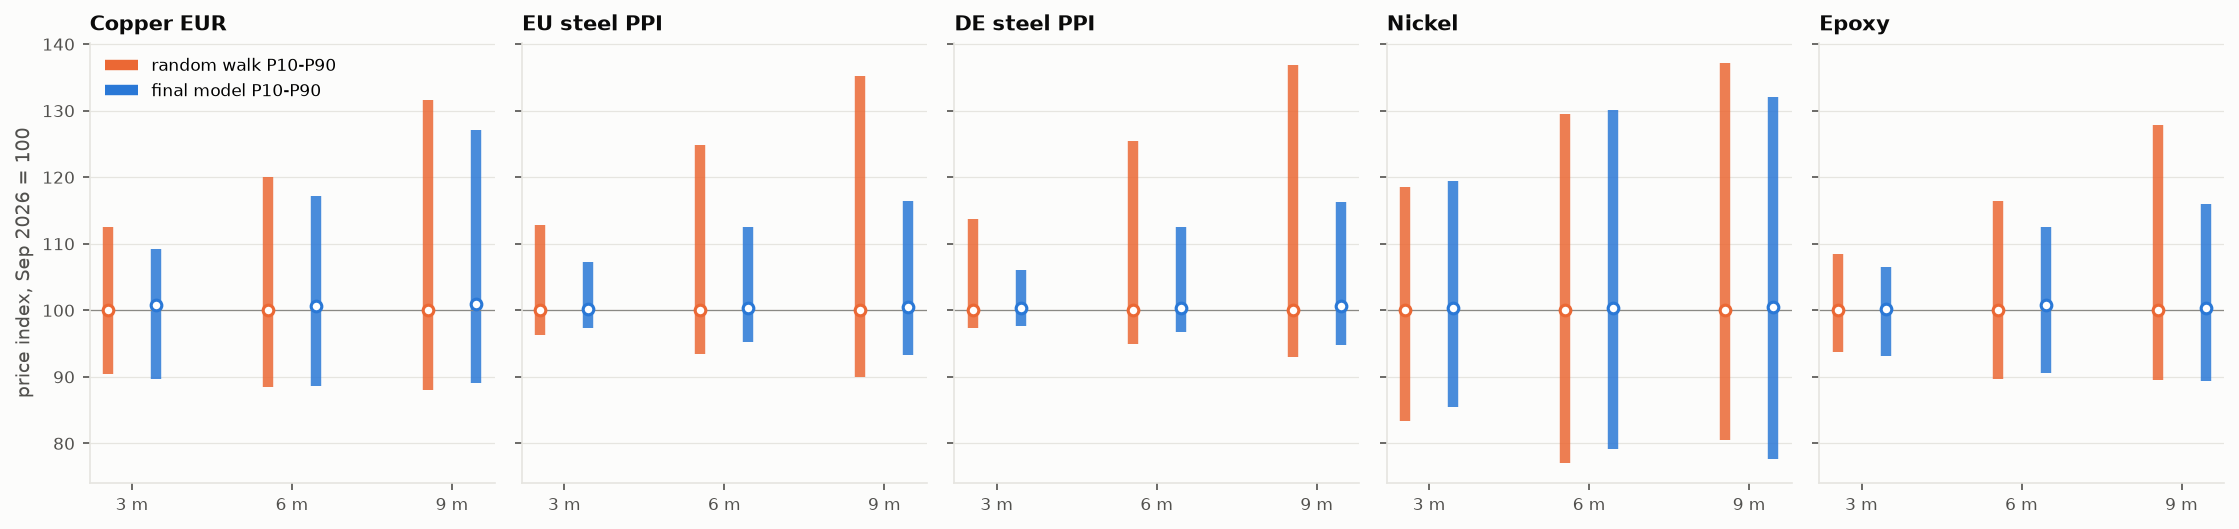 Copper EUR
EU steel PPI
DE steel PPI
Nickel
Epoxy
random walk P10-P90
final model P10-P90
price index, Sep 2026 = 100
140
130
120
110
100
90
80
3 m 6 m 9 m
3 m 6 m 9 m
3 m 6 m 9 m
3 m 6 m 9 m
3 m 6 m 9 m